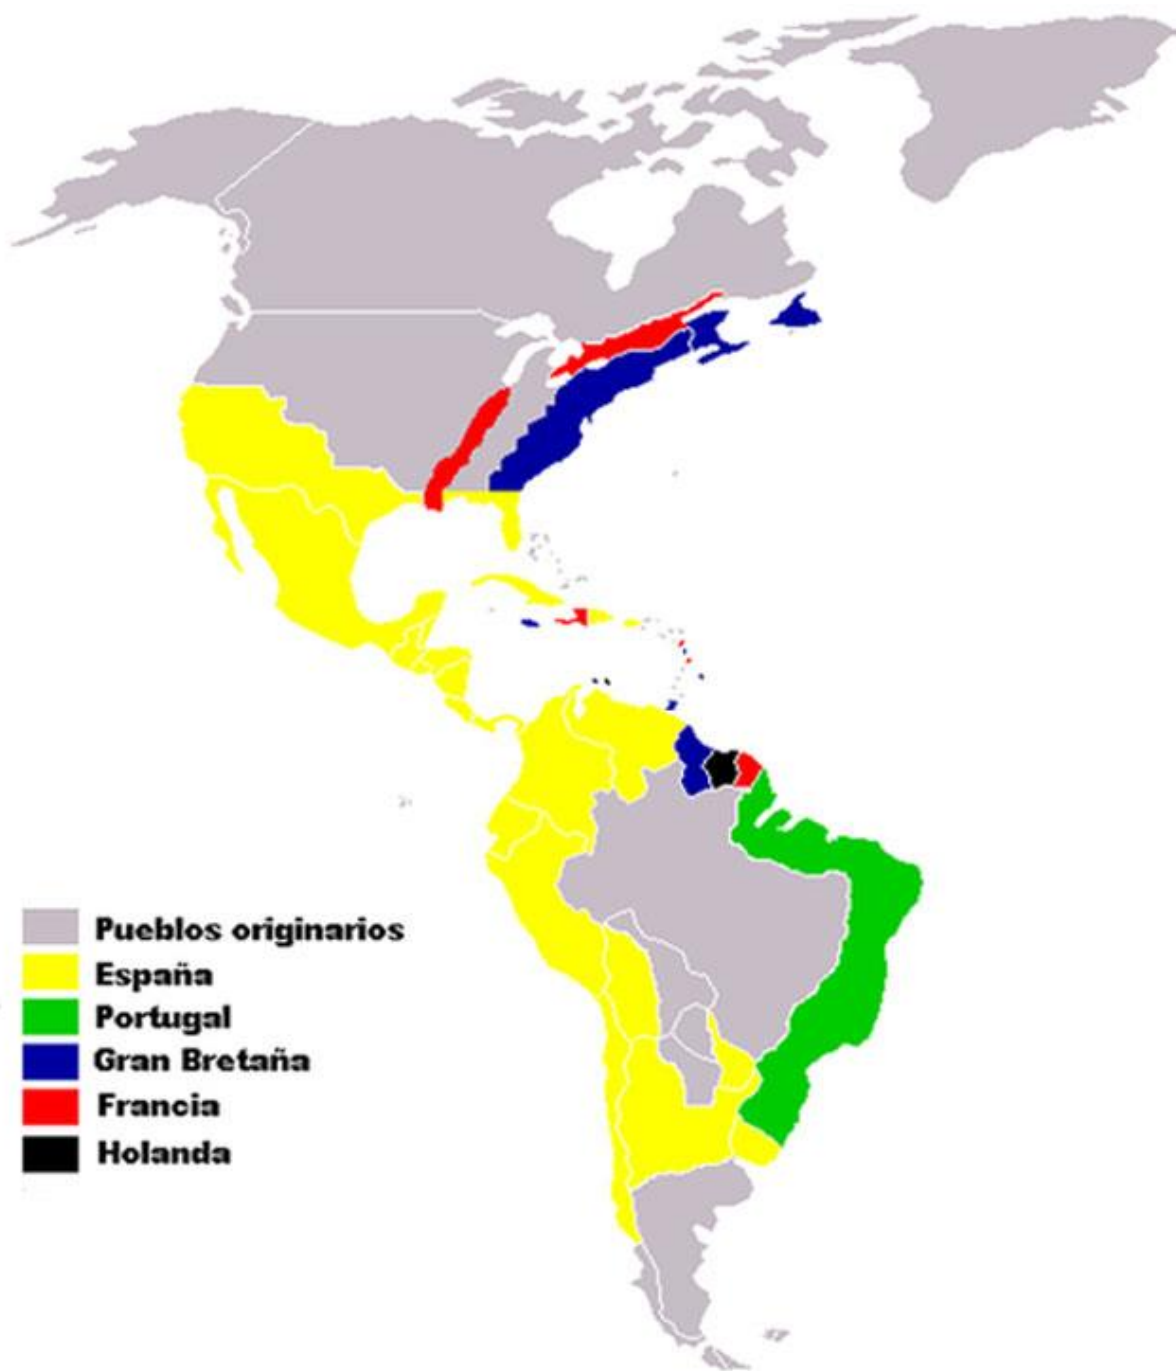 Pueblos originarios
España
Portugal
Gran Bretaña
Francia
Holanda